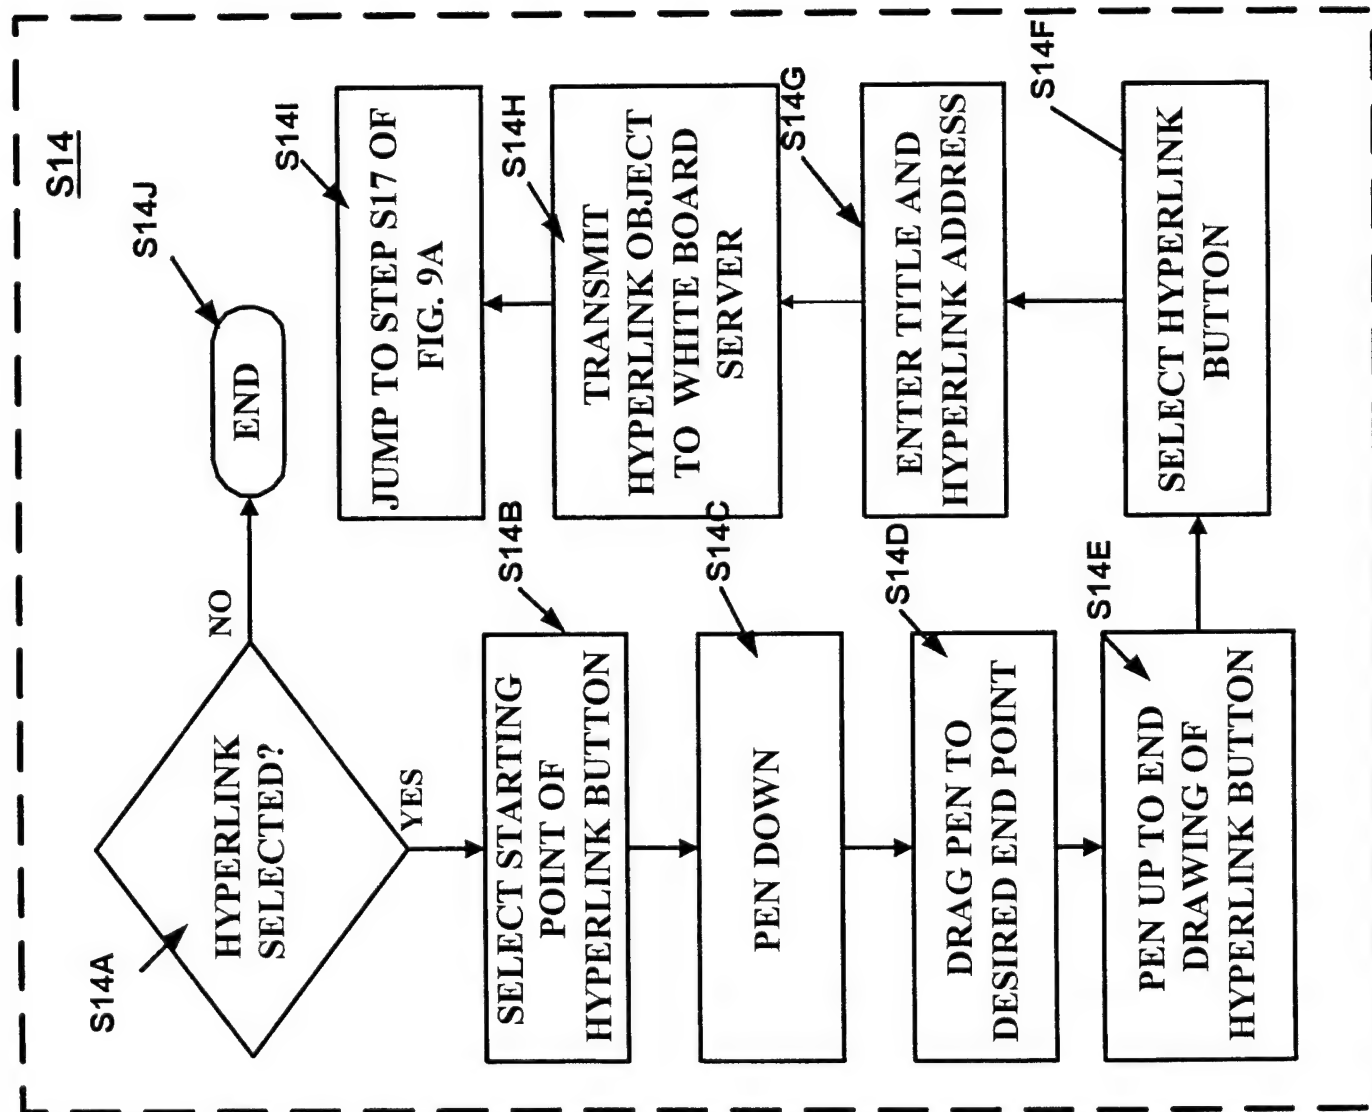 S14
S14A
HYPERLINK
SELECTED?
NO
S14J
END
YES
S14B
SELECT STARTING
POINT OF
HYPERLINK BUTTON
S14C
PEN DOWN
S14D
DRAG PEN TO
DESIRED END POINT
S14E
PEN UP TO END
DRAWING OF
HYPERLINK BUTTON
S14F
SELECT HYPERLINK
BUTTON
S14G
ENTER TITLE AND
HYPERLINK ADDRESS
S14H
TRANSMIT
HYPERLINK OBJECT
TO WHITE BOARD
SERVER
S14I
JUMP TO STEP S17 OF
FIG. 9A